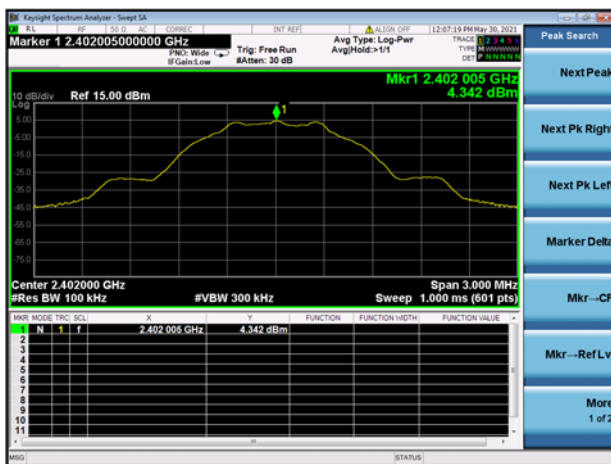 Keysight Spectrum Analyzer - Swept SA
RL RF 50 Ω AC CORREC INT REF ALIGN OFF 12:07:19 PM May 30, 2021
Marker 1 2.402005000000 GHz
PNO: Wide
IFGain:Low
Trig: Free Run
#Atten: 30 dB
Avg Type: Log-Pwr
Avg|Hold:>1/1
TRACE 1 2 3 4 5 6
TYPE M W W W W W
DET P N N N N N
Peak Search
Mkr1 2.402 005 GHz
4.342 dBm
10 dB/div Ref 15.00 dBm
Log
1
5.00
-5.00
-15.0
-25.0
-35.0
-45.0
-55.0
-65.0
-75.0
Center 2.402000 GHz
Span 3.000 MHz
#Res BW 100 kHz
#VBW 300 kHz
Sweep 1.000 ms (601 pts)
MKR MODE TRC SCL X Y FUNCTION FUNCTION WIDTH FUNCTION VALUE
1 N 1 f 2.402 005 GHz 4.342 dBm
2
3
4
5
6
7
8
9
10
11
MSG
STATUS
Next Peak
Next Pk Right
Next Pk Left
Marker Delta
Mkr→CF
Mkr→Ref Lv
More
1 of 2